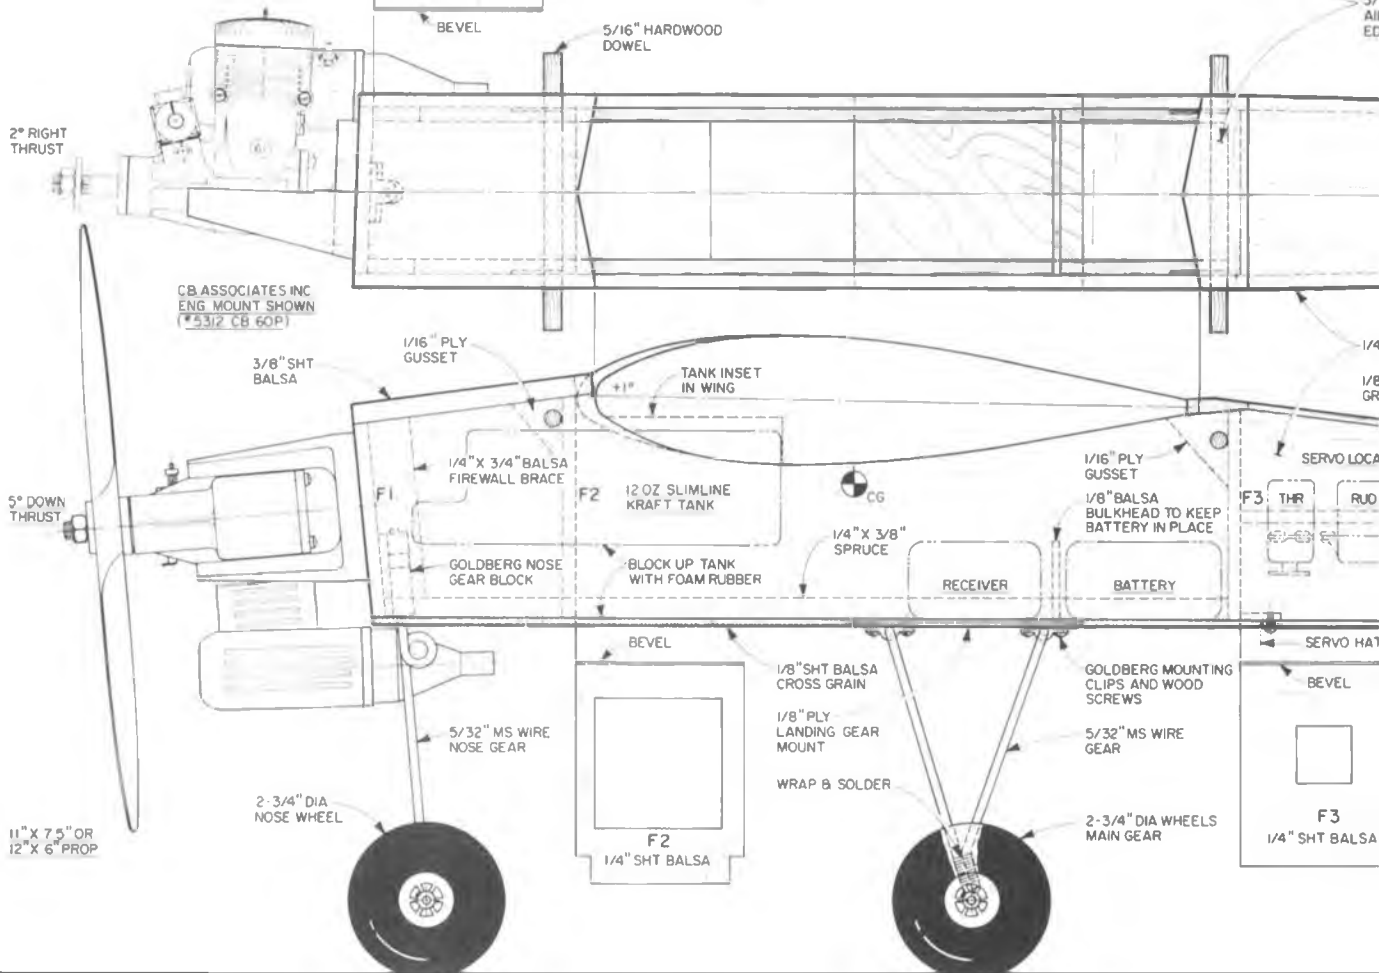 BEVEL
5/16" HARDWOOD
DOWEL
2° RIGHT
THRUST
C.B. ASSOCIATES INC
ENG. MOUNT SHOWN
(#5312 CB 60P)
3/8" SHT
BALSA
1/16" PLY
GUSSET
+1°
TANK INSET
IN WING
1/4
1/8
GR
1/4" X 3/4" BALSA
FIREWALL BRACE
F1
F2
12 OZ SLIMLINE
KRAFT TANK
CG
1/16" PLY
GUSSET
SERVO LOCA
1/8" BALSA
BULKHEAD TO KEEP
BATTERY IN PLACE
F3
THR
RUD
5° DOWN
THRUST
1/4" X 3/8"
SPRUCE
GOLDBERG NOSE
GEAR BLOCK
BLOCK UP TANK
WITH FOAM RUBBER
RECEIVER
BATTERY
BEVEL
1/8" SHT BALSA
CROSS GRAIN
GOLDBERG MOUNTING
CLIPS AND WOOD
SCREWS
SERVO HAT
BEVEL
5/32" MS WIRE
NOSE GEAR
1/8" PLY
LANDING GEAR
MOUNT
5/32" MS WIRE
GEAR
WRAP & SOLDER
2-3/4" DIA
NOSE WHEEL
2-3/4" DIA WHEELS
MAIN GEAR
11" X 7.5" OR
12" X 6" PROP
F2
1/4" SHT BALSA
F3
1/4" SHT BALSA